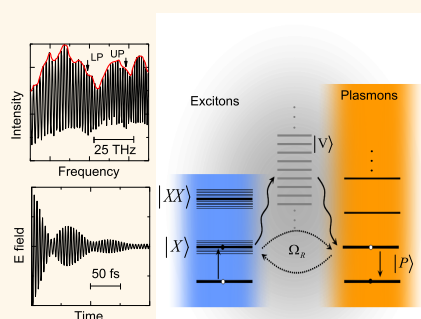 LP UP
Intensity
25 THz
Frequency
E field
50 fs
Time
Excitons
Plasmons
|V⟩
|XX⟩
|X⟩
Ω_R
|P⟩